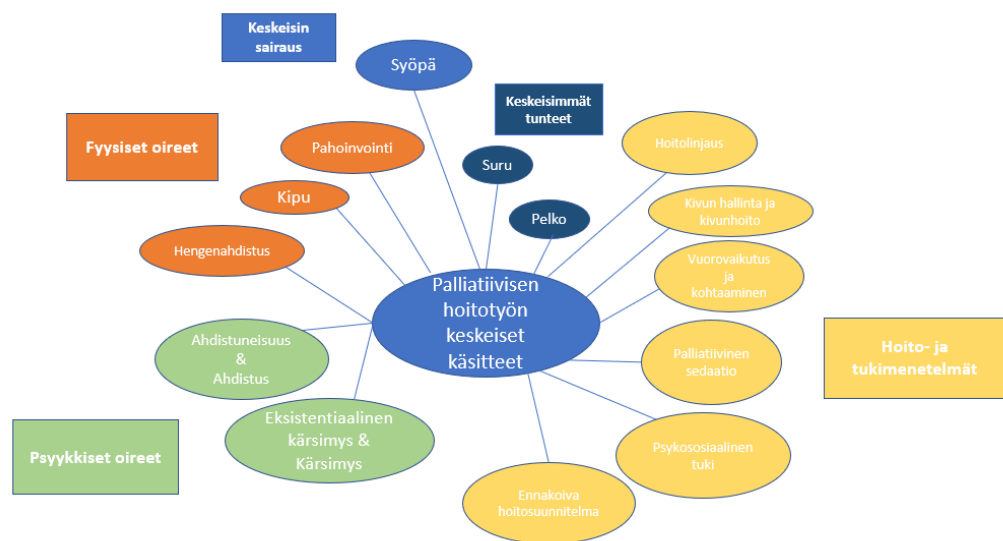 Keskeisin
sairaus
Syöpä
Keskeisimmät
tunteet
Fyysiset oireet
Pahoinvointi
Suru
Hoitolinjaus
Kipu
Pelko
Kivun hallinta ja
kivunhoito
Hengenahdistus
Vuorovaikutus
ja
kohtaaminen
Palliatiivisen
hoitotyön
keskeiset
käsitteet
Ahdistuneisuus
&
Ahdistus
Palliatiivinen
sedaatio
Hoito- ja
tukimenetelmät
Eksistentiaalinen
kärsimys &
Kärsimys
Psyykkiset oireet
Psykososiaalinen
tuki
Ennakoiva
hoitosuunnitelma